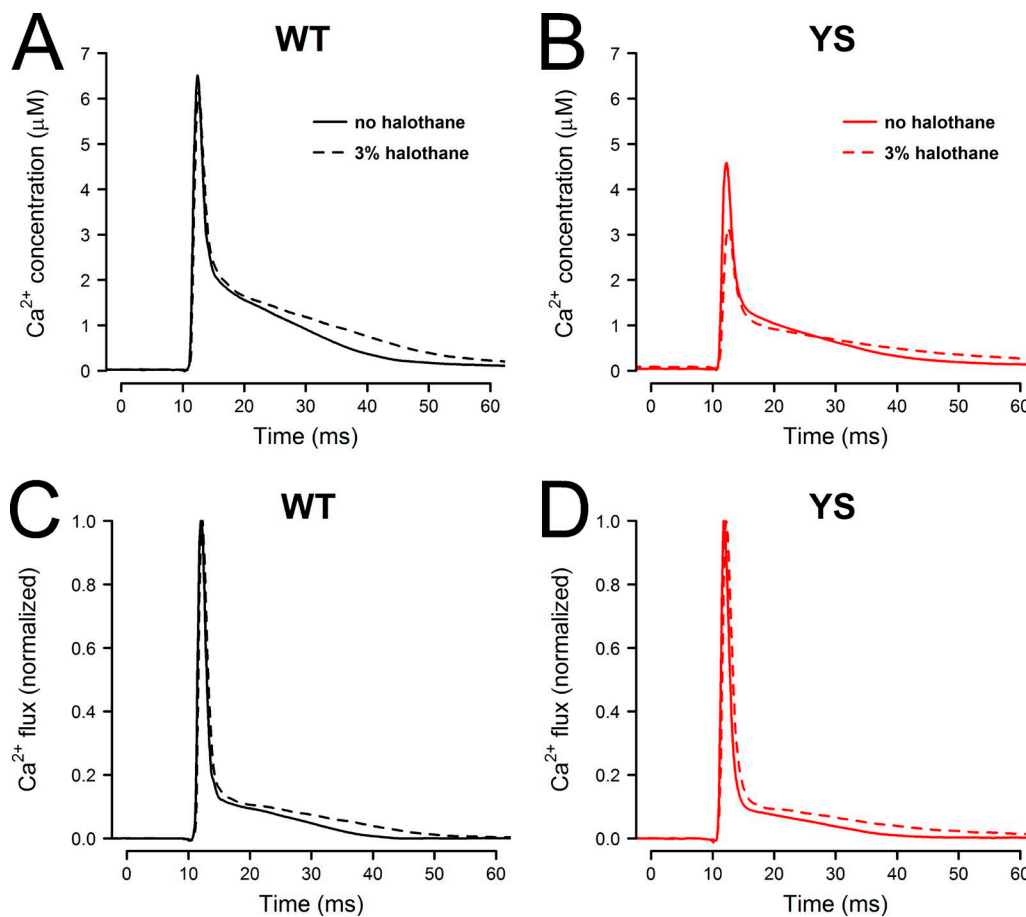 A
WT
7
6
5
4
3
2
1
0
Ca2+ concentration (μM)
no halothane
3% halothane
0 10 20 30 40 50 60
Time (ms)
B
YS
7
6
5
4
3
2
1
0
Ca2+ concentration (μM)
no halothane
3% halothane
0 10 20 30 40 50 60
Time (ms)
C
WT
1.0
0.8
0.6
0.4
0.2
0.0
Ca2+ flux (normalized)
0 10 20 30 40 50 60
Time (ms)
D
YS
1.0
0.8
0.6
0.4
0.2
0.0
Ca2+ flux (normalized)
0 10 20 30 40 50 60
Time (ms)